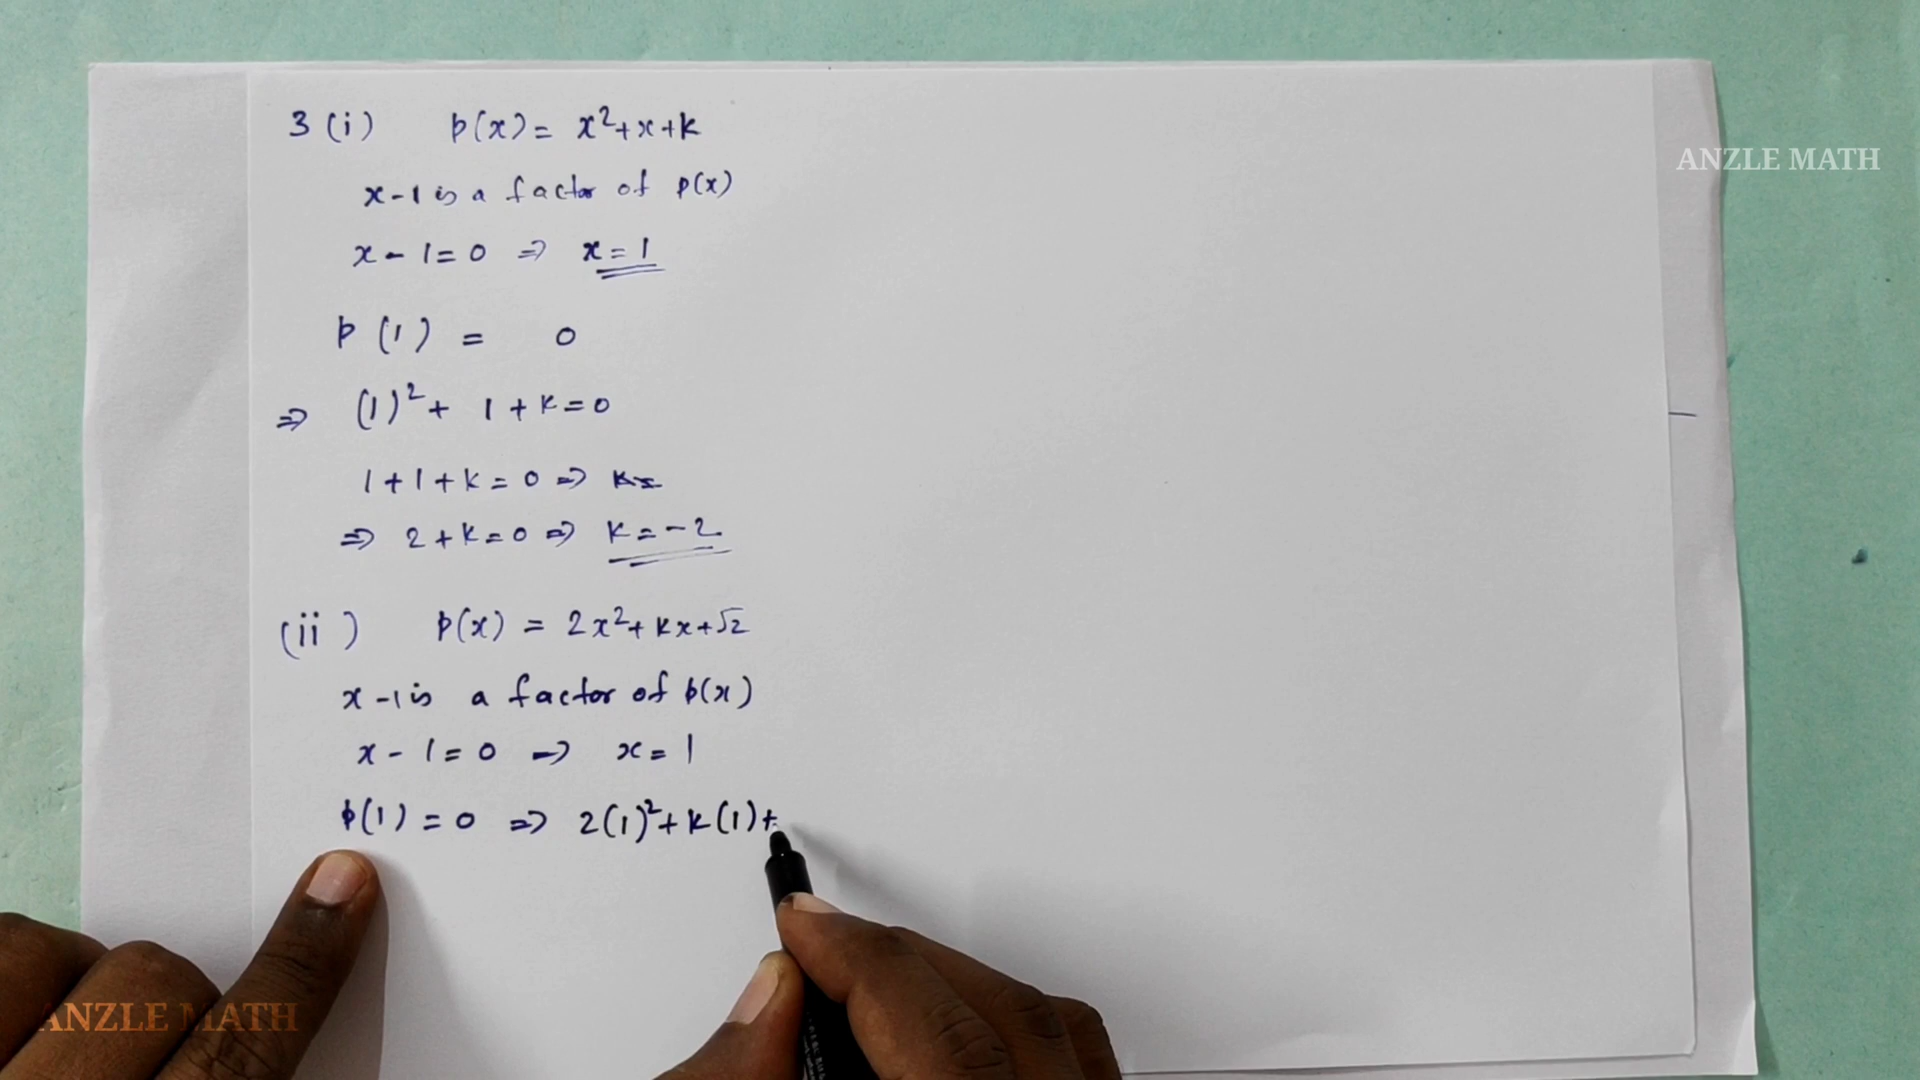 3 (i) p(x) = x²+x+k
x-1 is a factor of p(x)
x - 1 = 0 ⇒ x = 1
p (1) = 0
⇒ (1)² + 1 + k = 0
1 + 1 + k = 0 ⇒ k=
⇒ 2 + k = 0 ⇒ k = -2
(ii) p(x) = 2x²+ kx+√2
x -1 is a factor of p(x)
x - 1 = 0 → x = 1
p(1) = 0 ⇒ 2(1)²+ k(1)+
ANZLE MATH
ANZLE MATH